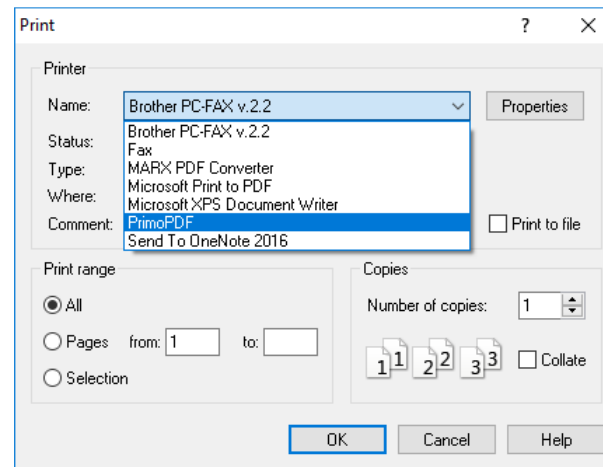 Print ? ×
Printer
Name: Brother PC-FAX v.2.2 Properties
Status: Brother PC-FAX v.2.2
Fax
Type: MARX PDF Converter
Microsoft Print to PDF
Where: Microsoft XPS Document Writer
Comment: PrimoPDF Print to file
Send To OneNote 2016
Print range Copies
All Number of copies: 1
Pages from: 1 to:
1 1 2 2 3 3 Collate
Selection
OK Cancel Help